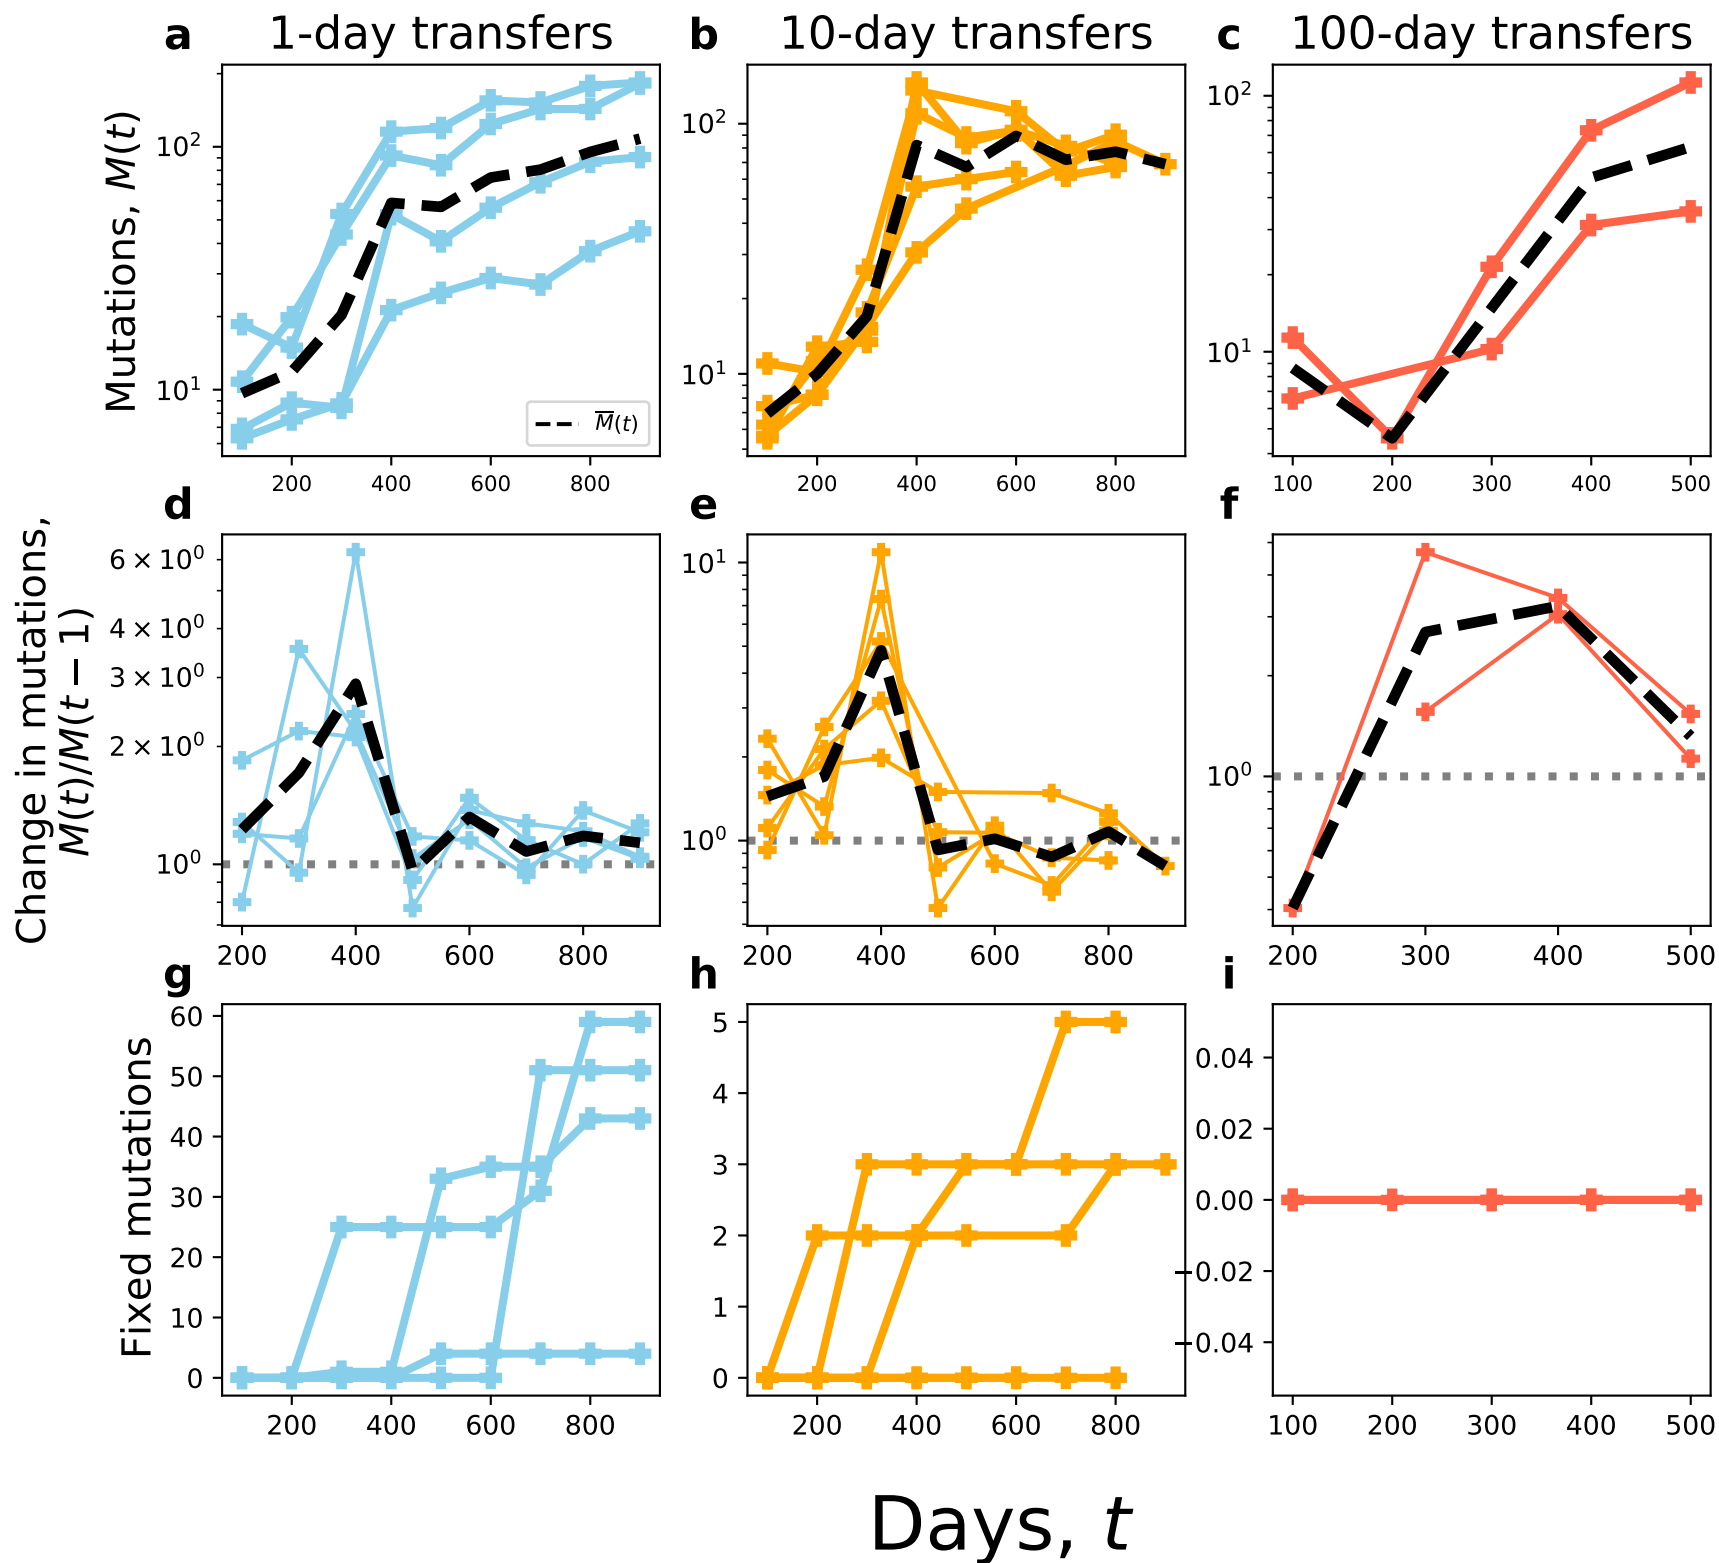 a 1-day transfers
b 10-day transfers
c 100-day transfers
Mutations, M(t)
10²
10¹
M̅(t)
200 400 600 800
10²
10¹
200 400 600 800
10²
10¹
100 200 300 400 500
d
e
f
Change in mutations,
M(t)/M(t − 1)
6 × 10⁰
4 × 10⁰
3 × 10⁰
2 × 10⁰
10⁰
200 400 600 800
10¹
10⁰
200 400 600 800
10⁰
200 300 400 500
g
h
i
Fixed mutations
60
50
40
30
20
10
0
200 400 600 800
5
4
3
2
1
0
200 400 600 800
0.04
0.02
0.00
−0.02
−0.04
100 200 300 400 500
Days, t